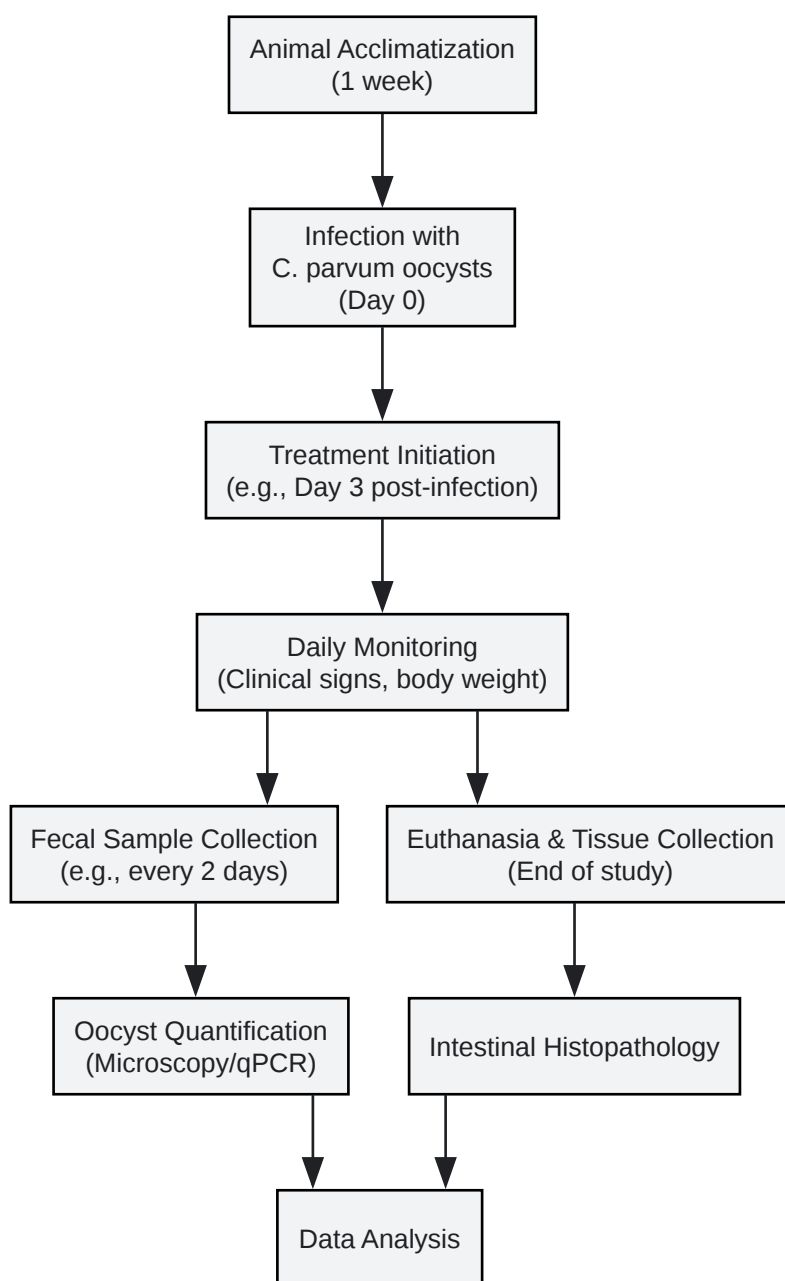 Animal Acclimatization
(1 week)
Infection with
C. parvum oocysts
(Day 0)
Treatment Initiation
(e.g., Day 3 post-infection)
Daily Monitoring
(Clinical signs, body weight)
Fecal Sample Collection
(e.g., every 2 days)
Euthanasia & Tissue Collection
(End of study)
Oocyst Quantification
(Microscopy/qPCR)
Intestinal Histopathology
Data Analysis